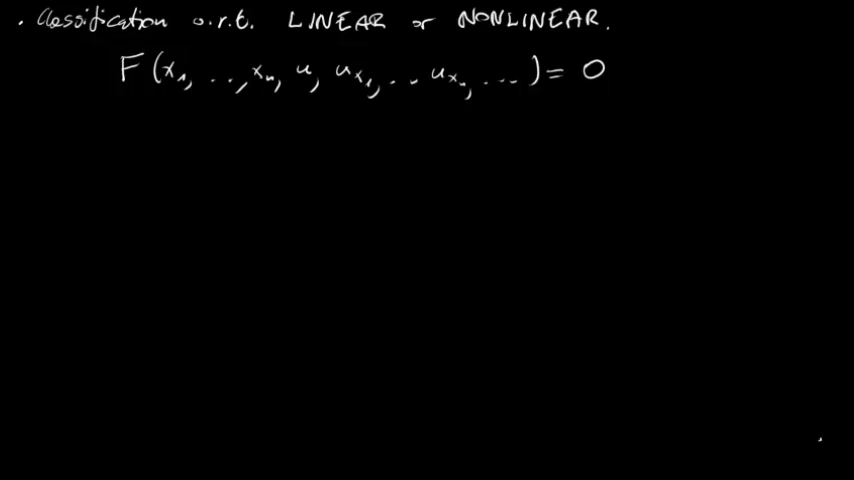 . Classification o.r.t. LINEAR or NONLINEAR.
F(x₁, .., xₙ, u, uₓ₁, .. uₓₙ, ... ) = 0